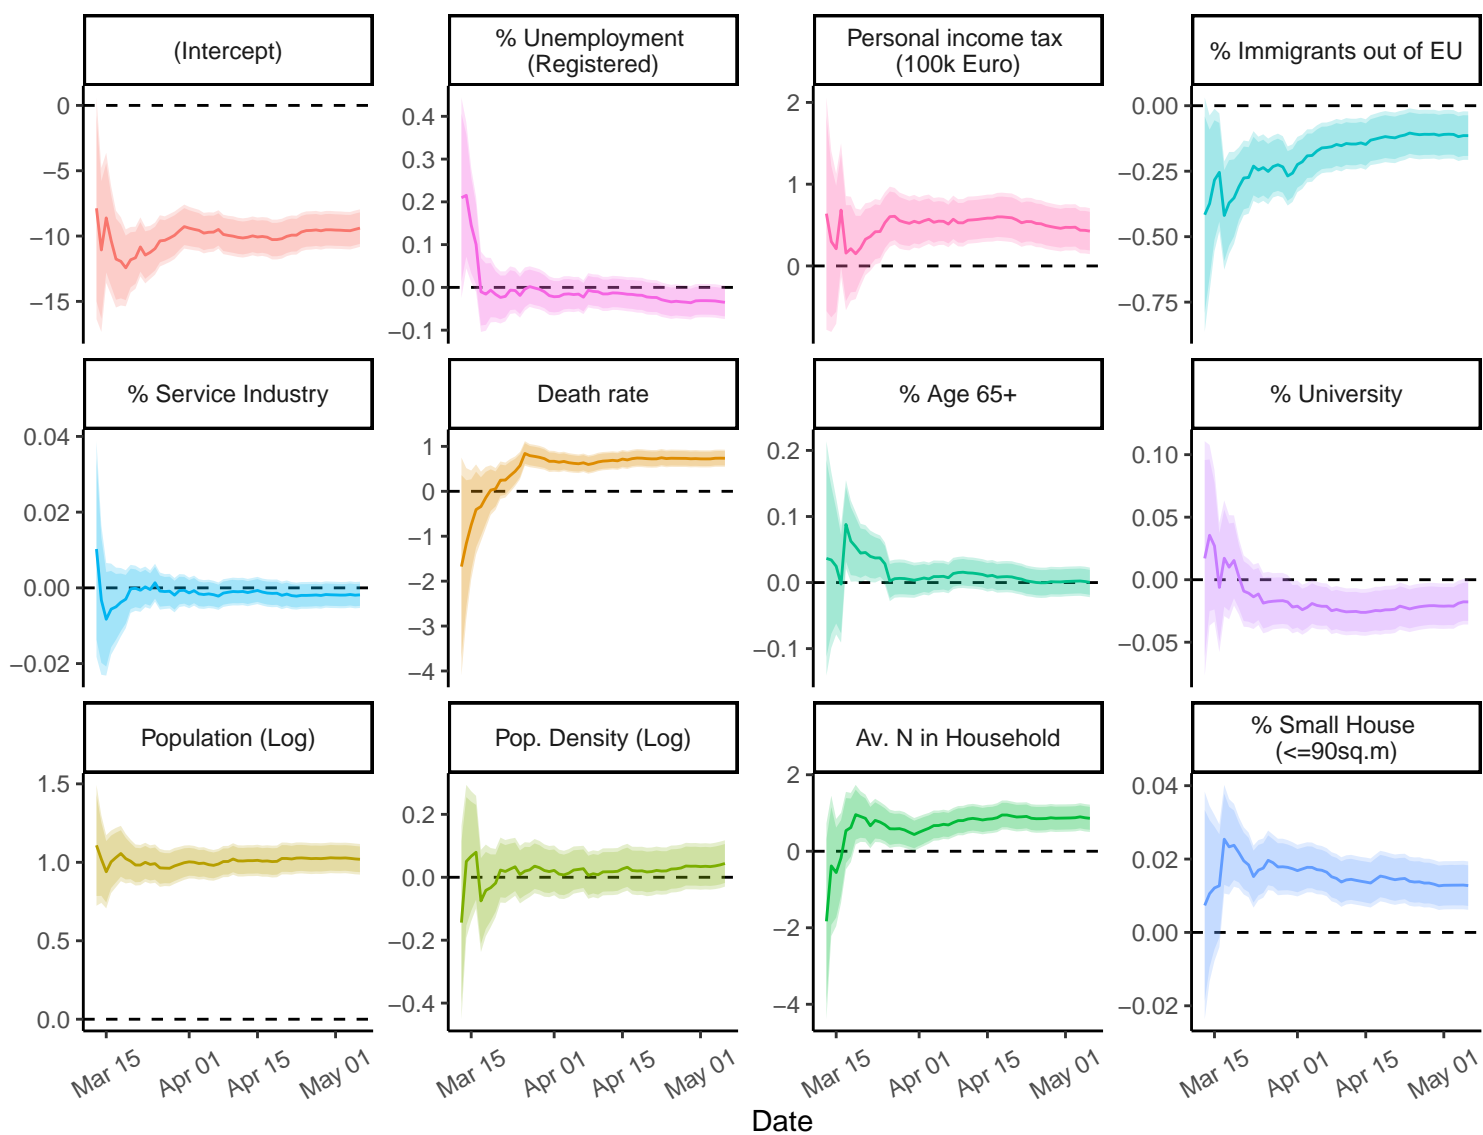 (Intercept)
% Unemployment
(Registered)
Personal income tax
(100k Euro)
% Immigrants out of EU
0
−5
−10
−15
0.4
0.3
0.2
0.1
0.0
−0.1
2
1
0
0.00
−0.25
−0.50
−0.75
% Service Industry
Death rate
% Age 65+
% University
0.04
0.02
0.00
−0.02
1
0
−1
−2
−3
−4
0.2
0.1
0.0
−0.1
0.10
0.05
0.00
−0.05
Population (Log)
Pop. Density (Log)
Av. N in Household
% Small House
(<=90sq.m)
1.5
1.0
0.5
0.0
0.2
0.0
−0.2
−0.4
2
0
−2
−4
0.04
0.02
0.00
−0.02
Mar 15
Apr 01
Apr 15
May 01
Mar 15
Apr 01
Apr 15
May 01
Mar 15
Apr 01
Apr 15
May 01
Mar 15
Apr 01
Apr 15
May 01
Date